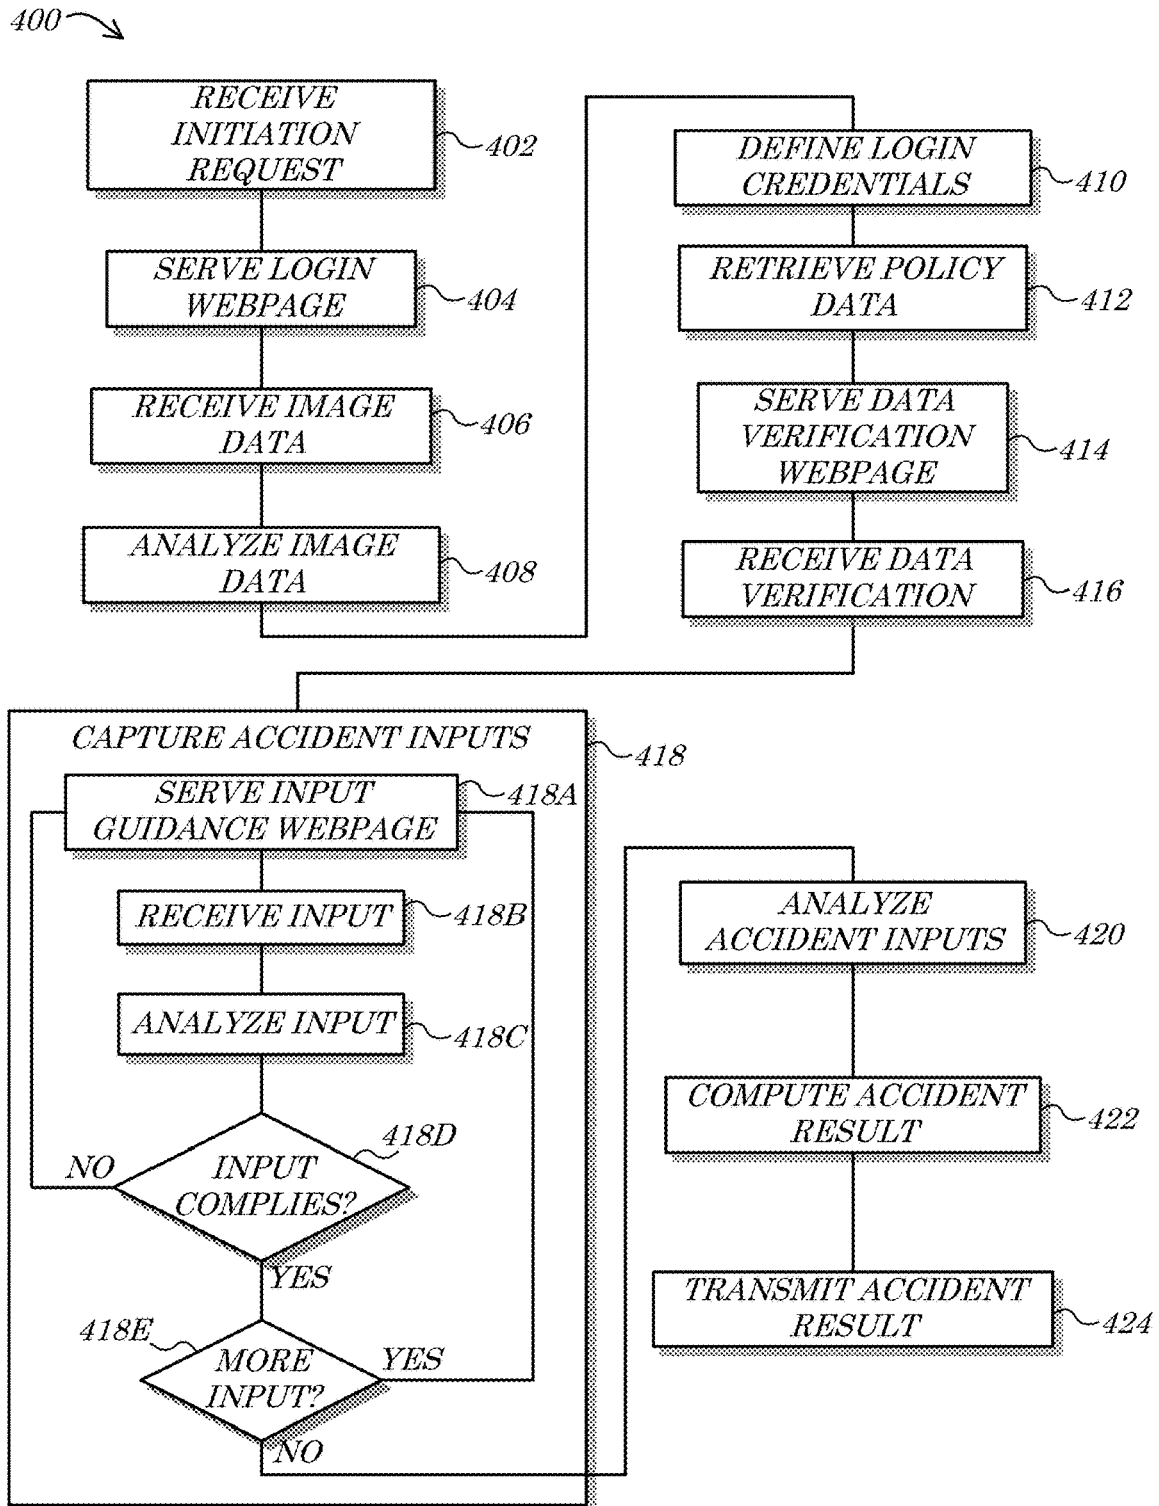 400
RECEIVE
INITIATION
REQUEST
402
SERVE LOGIN
WEBPAGE
404
RECEIVE IMAGE
DATA
406
ANALYZE IMAGE
DATA
408
DEFINE LOGIN
CREDENTIALS
410
RETRIEVE POLICY
DATA
412
SERVE DATA
VERIFICATION
WEBPAGE
414
RECEIVE DATA
VERIFICATION
416
CAPTURE ACCIDENT INPUTS
418
SERVE INPUT
GUIDANCE WEBPAGE
418A
RECEIVE INPUT
418B
ANALYZE INPUT
418C
INPUT
COMPLIES?
418D
NO
YES
MORE
INPUT?
418E
YES
NO
ANALYZE
ACCIDENT INPUTS
420
COMPUTE ACCIDENT
RESULT
422
TRANSMIT ACCIDENT
RESULT
424